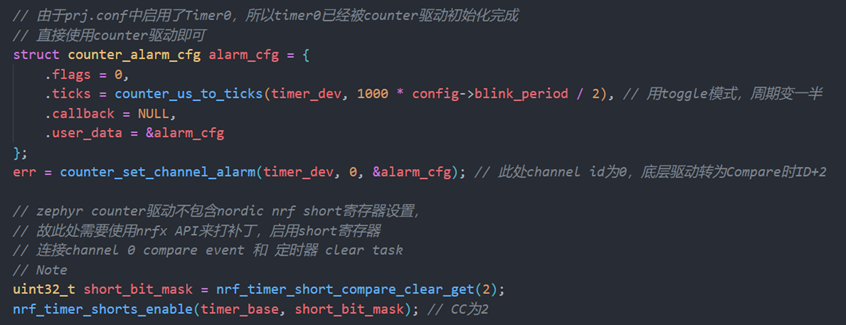 // 由于prj.conf中启用了Timer0，所以timer0已经被counter驱动初始化完成
// 直接使用counter驱动即可
struct counter_alarm_cfg alarm_cfg = {
    .flags = 0,
    .ticks = counter_us_to_ticks(timer_dev, 1000 * config->blink_period / 2), // 用toggle模式，周期变一半
    .callback = NULL,
    .user_data = &alarm_cfg
};
err = counter_set_channel_alarm(timer_dev, 0, &alarm_cfg); // 此处channel id为0，底层驱动转为Compare时ID+2

// zephyr counter驱动不包含nordic nrf short寄存器设置，
// 故此处需要使用nrfx API来打补丁，启用short寄存器
// 连接channel 0 compare event 和 定时器 clear task
// Note
uint32_t short_bit_mask = nrf_timer_short_compare_clear_get(2);
nrf_timer_shorts_enable(timer_base, short_bit_mask); // CC为2